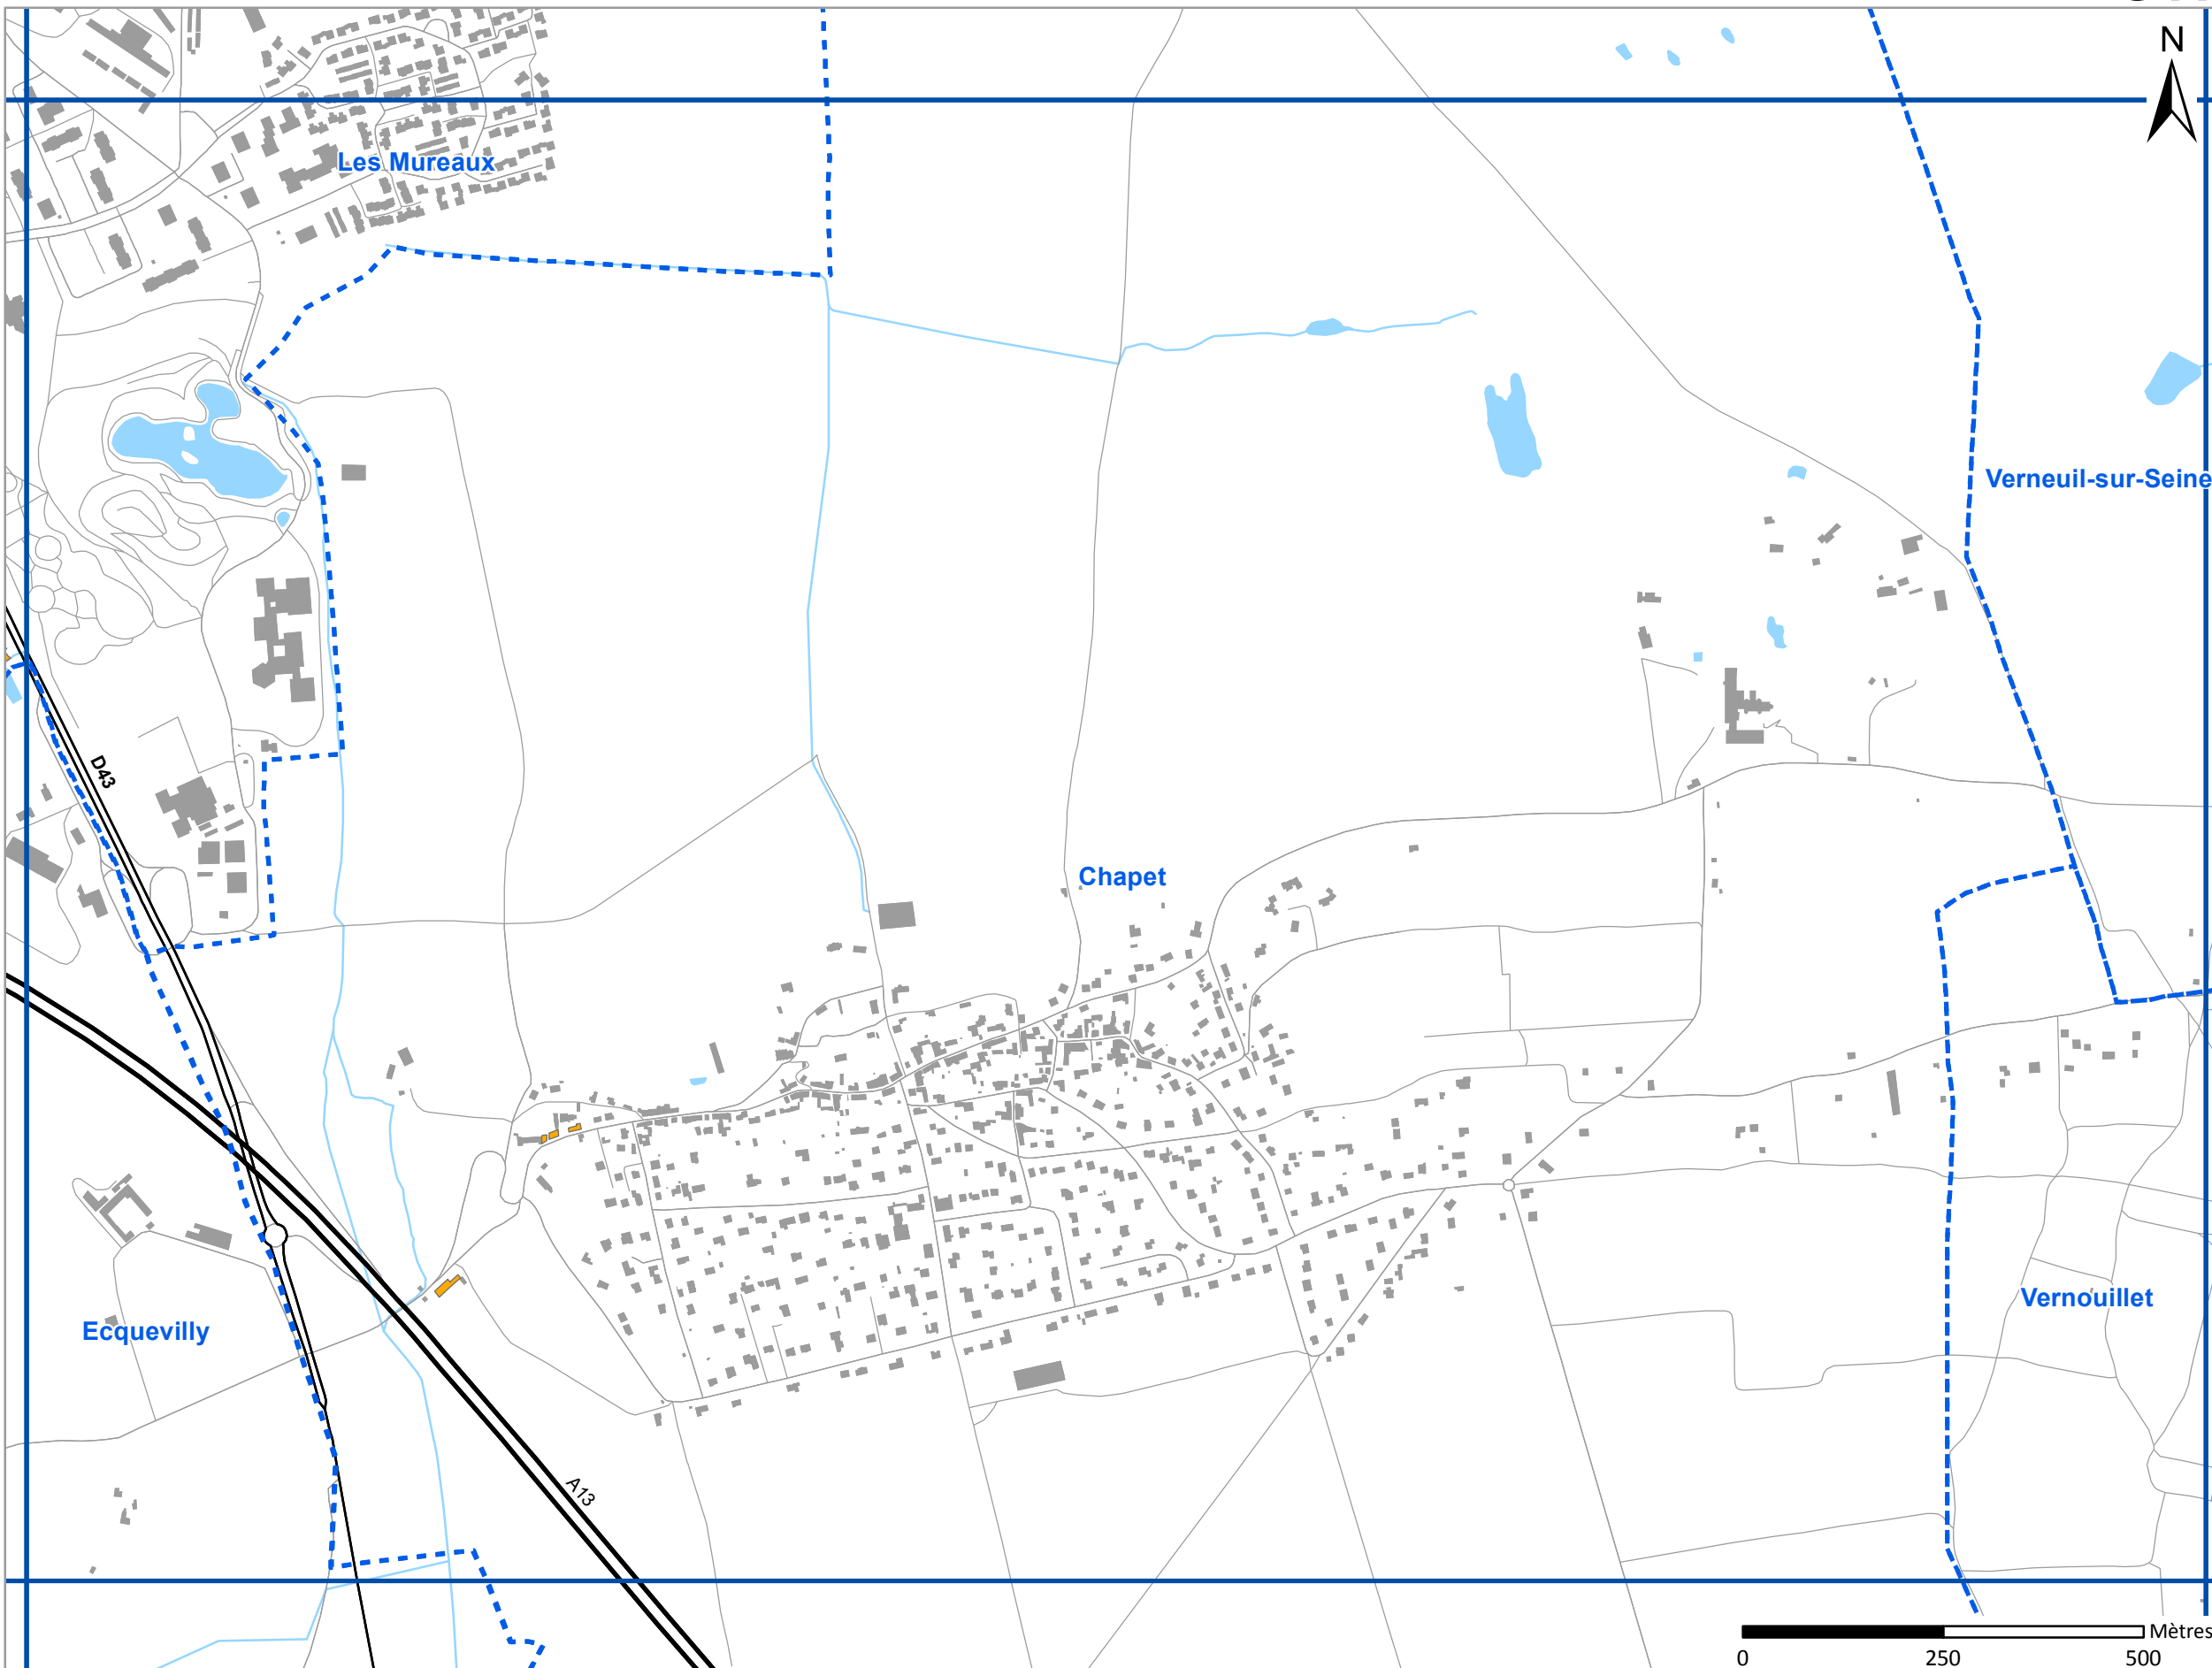 N
Les Mureaux
Verneuil-sur-Seine
D43
Chapet
Vernouillet
Ecquevilly
A13
Mètres
0 250 500